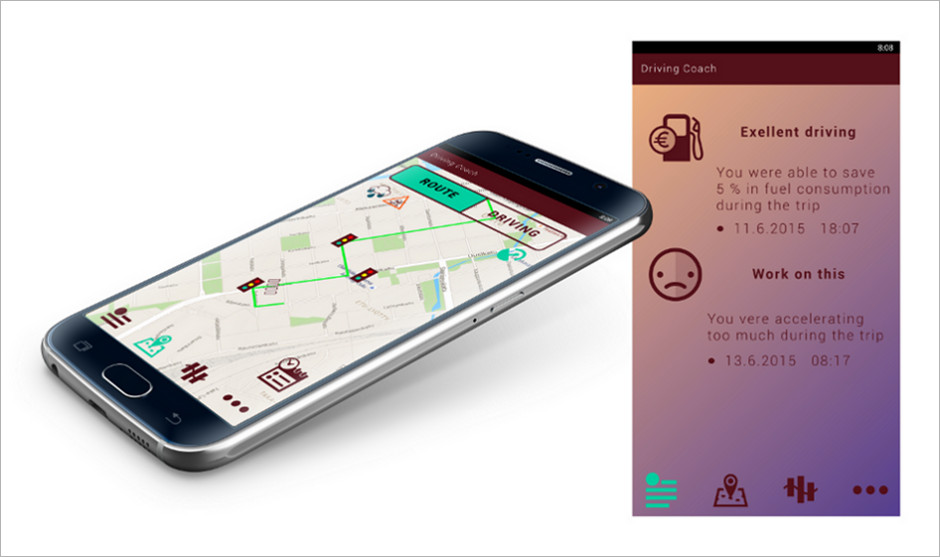 Driving Coach
ROUTE
DRIVING
8:08
Driving Coach
Exellent driving
You were able to save
5 % in fuel consumption
during the trip
• 11.6.2015 18:07
Work on this
You vere accelerating
too much during the trip
• 13.6.2015 08:17